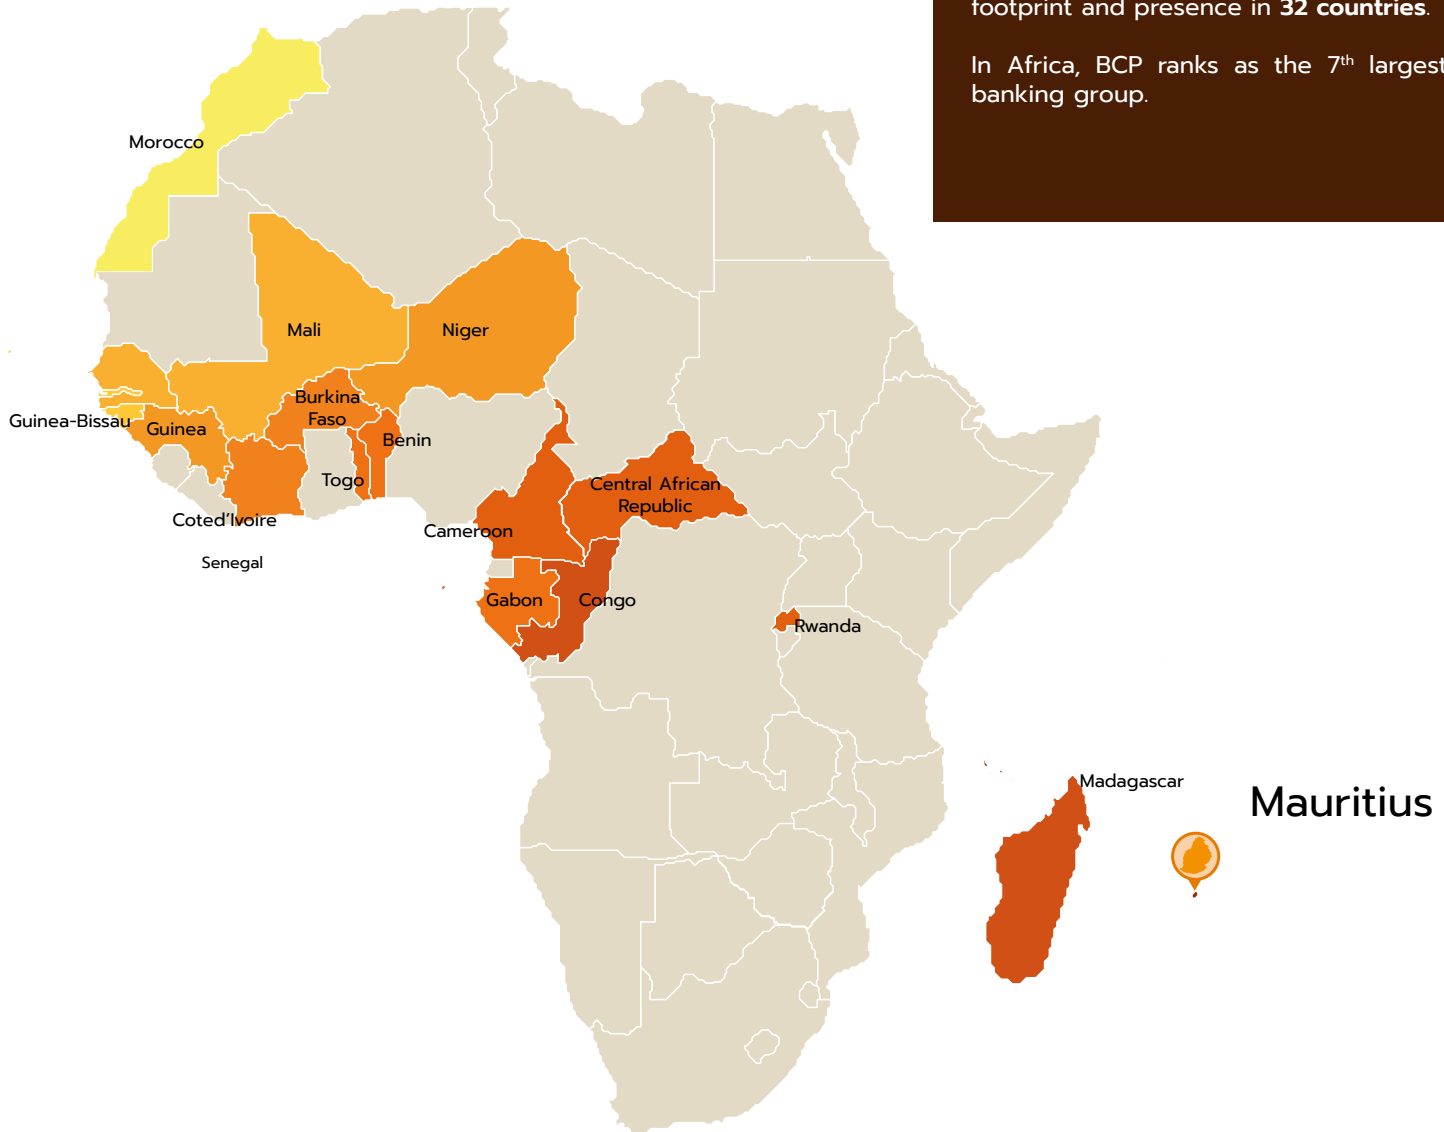 footprint and presence in 32 countries.
In Africa, BCP ranks as the 7th largest
banking group.
Morocco
Mali
Niger
Burkina
Faso
Guinea-Bissau
Guinea
Benin
Togo
Central African
Republic
Coted'Ivoire
Cameroon
Senegal
Gabon
Congo
Rwanda
Madagascar
Mauritius